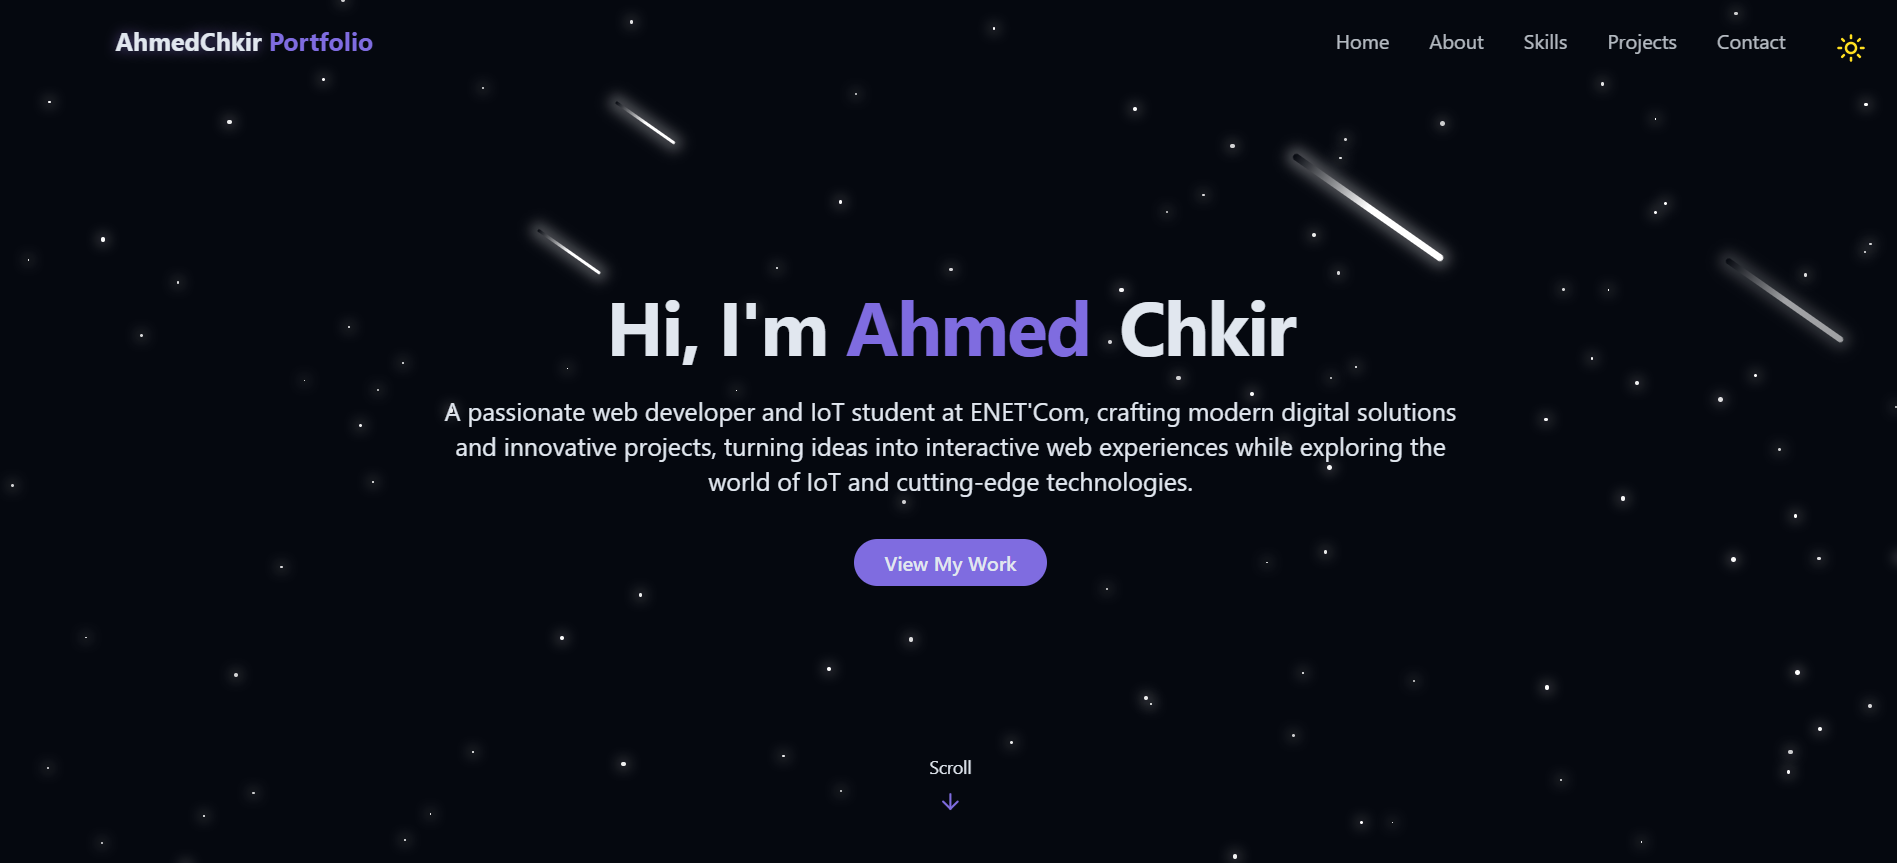 AhmedChkir Portfolio
Home About Skills Projects Contact
Hi, I'm Ahmed Chkir
A passionate web developer and IoT student at ENET'Com, crafting modern digital solutions
and innovative projects, turning ideas into interactive web experiences while exploring the
world of IoT and cutting-edge technologies.
View My Work
Scroll